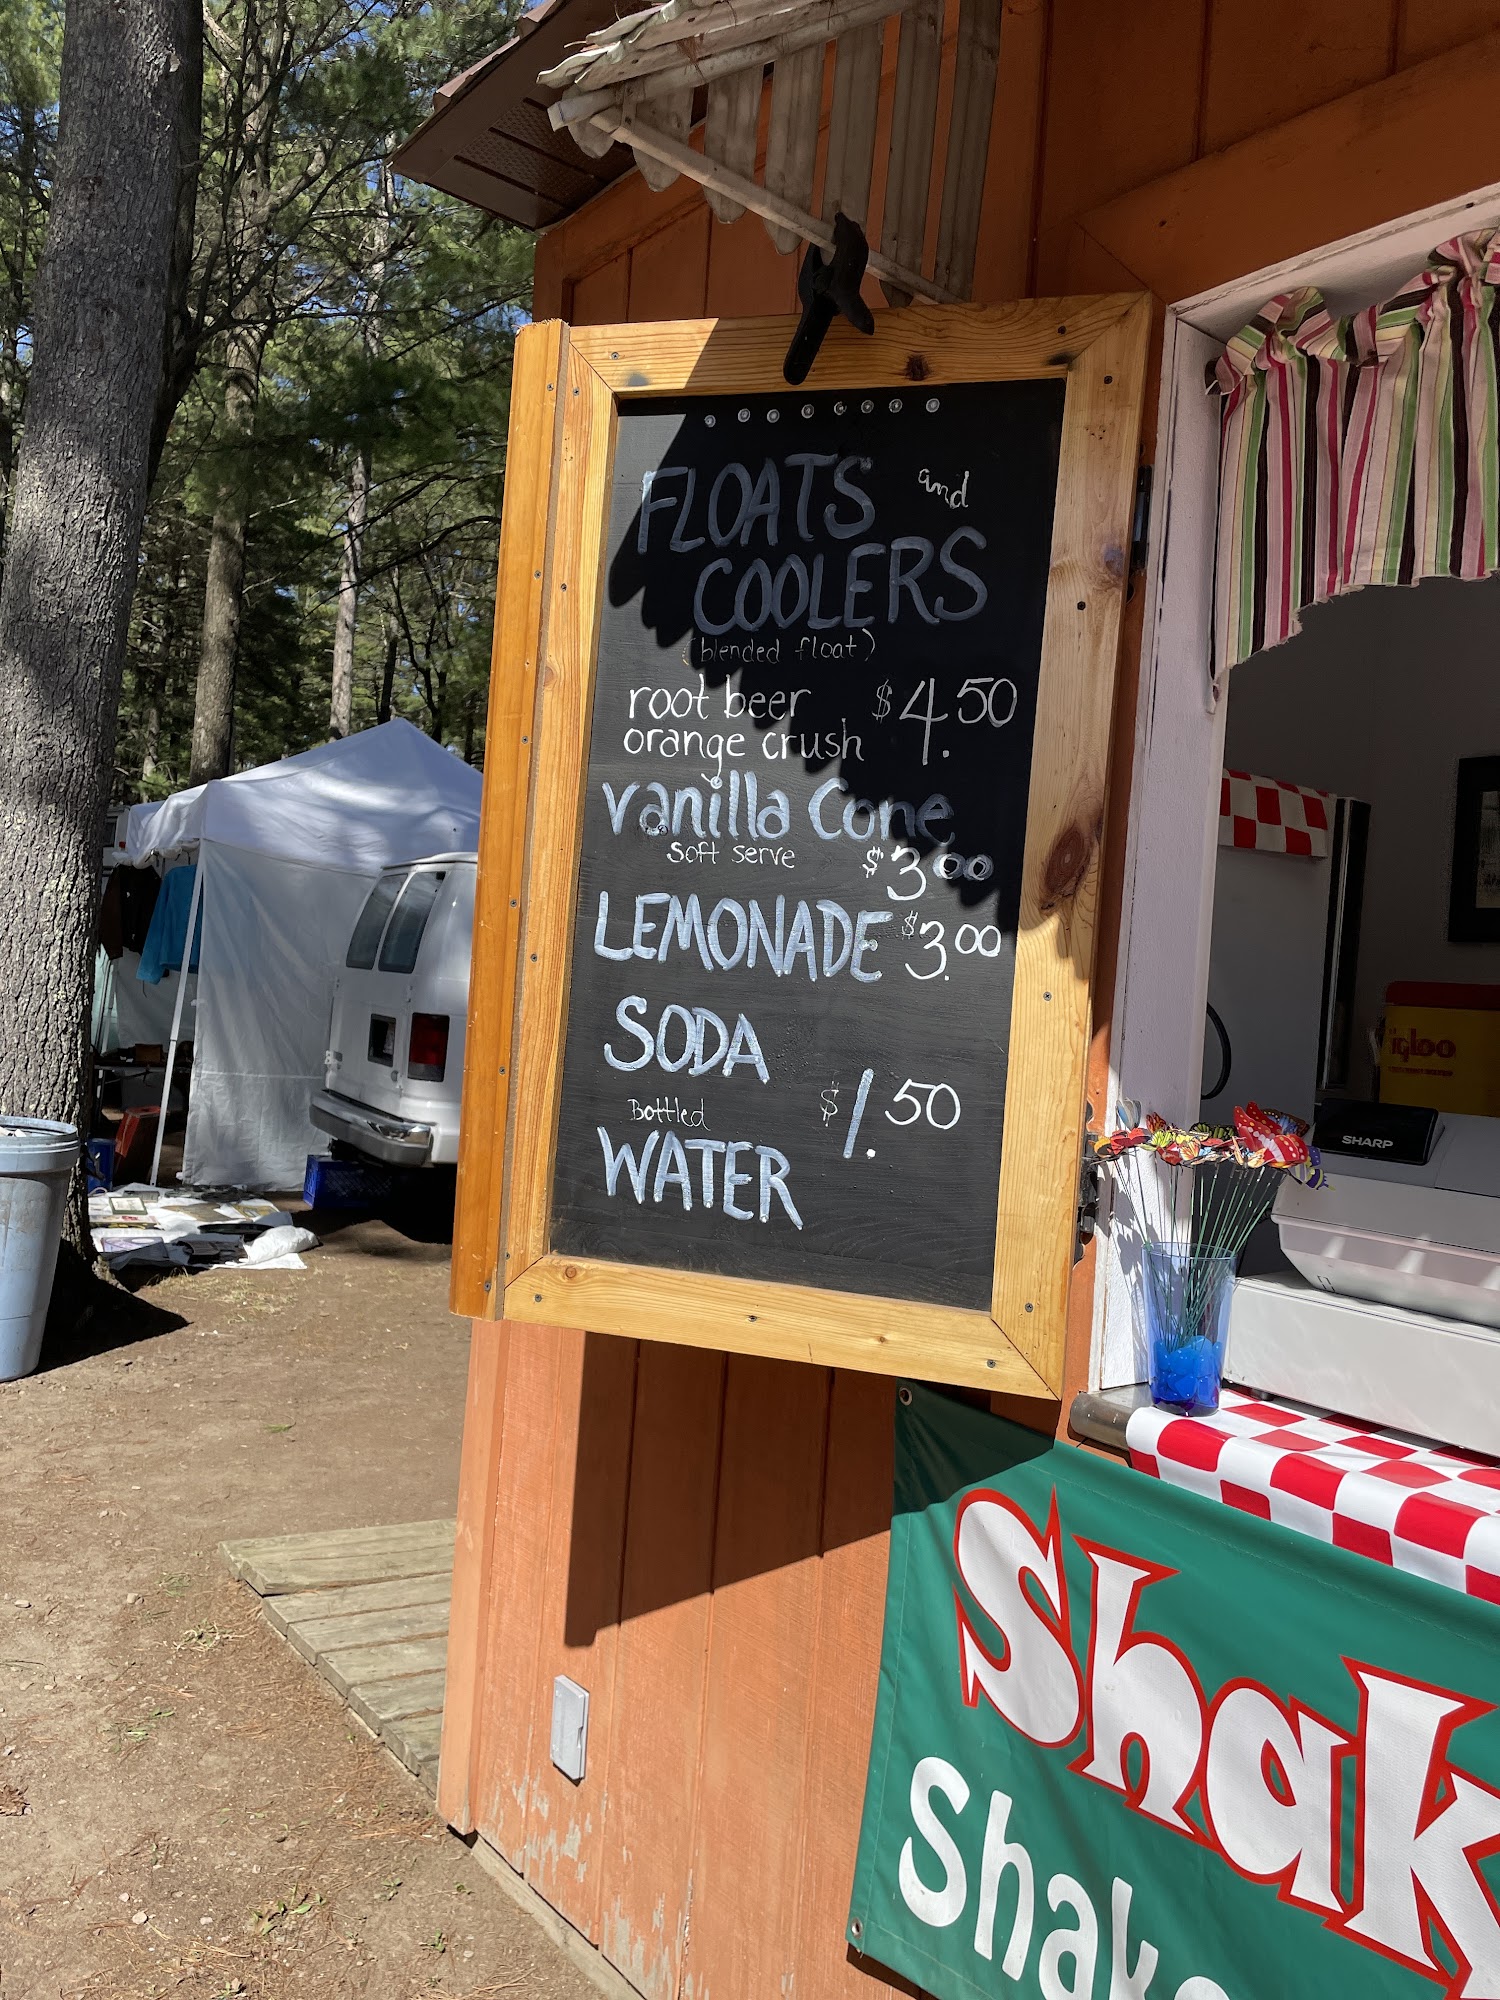 FLOATS and
COOLERS
(blended float)
root beer $4.50
orange crush
vanilla Cone
soft serve $3.00
LEMONADE $3.00
SODA
Bottled $1.50
WATER
igloo
SHARP
Shak
Shak